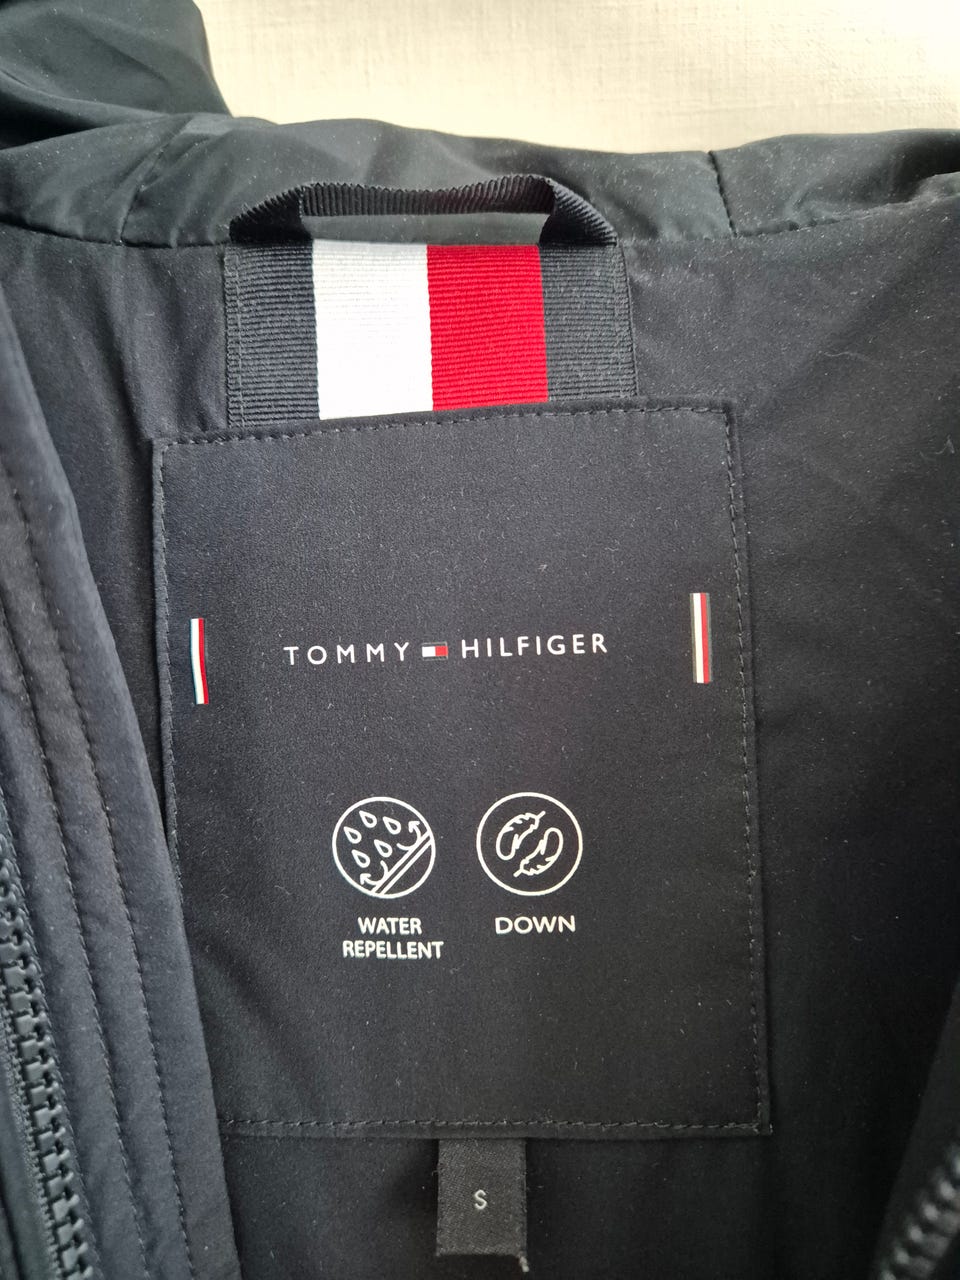 TOMMY HILFIGER
WATER
REPELLENT
DOWN
S